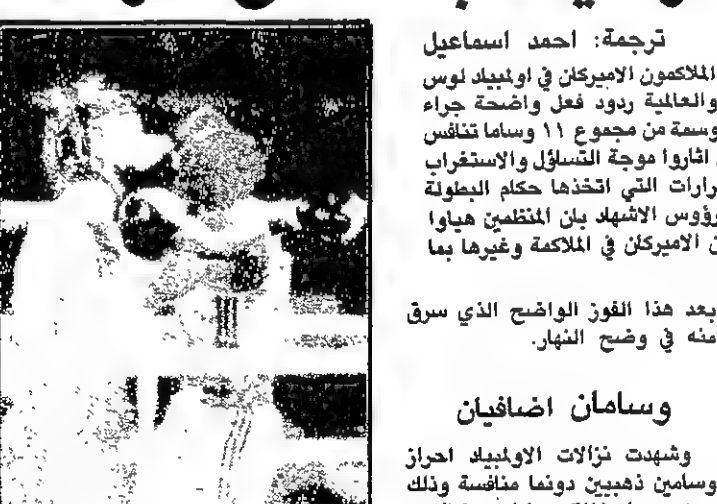 ترجمة: احمد اسماعيل
الملاكمون الاميركان في اولمبياد لوس
والعالمية ردود فعل واضحة جراء
وسمة من مجموع ١١ وساما تنافس
اثاروا موجة التساؤل والاستغراب
رارات التي اتخذها حكام البطولة
رؤوس الاشهاد بان المنظمين هياوا
ن الاميركان في الملاكمة وغيرها بما
بعد هذا الفوز الواضح الذي سرق
منه في وضح النهار.
وسامان اضافيان
وشهدت نزالات الاولمبياد احراز
وسامين ذهبيين دونما منافسة وذلك